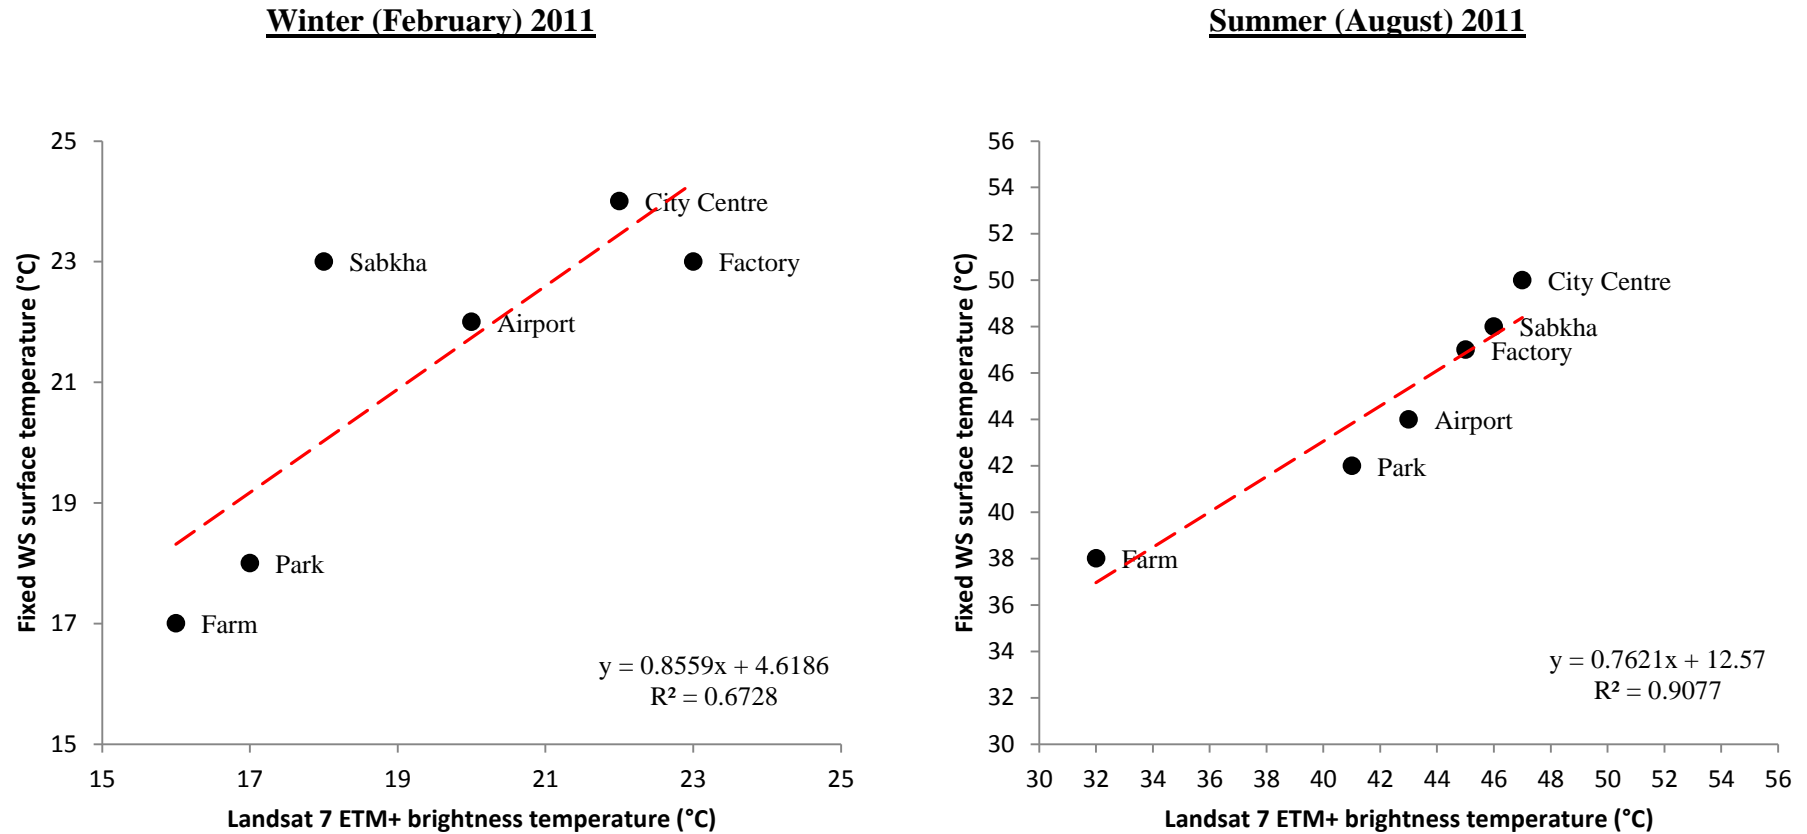 Winter (February) 2011
25
23
21
19
17
15
Fixed WS surface temperature (°C)
City Centre
Sabkha
Factory
Airport
Park
Farm
y = 0.8559x + 4.6186
R² = 0.6728
15 17 19 21 23 25
Landsat 7 ETM+ brightness temperature (°C)
Summer (August) 2011
56
54
52
50
48
46
44
42
40
38
36
34
32
30
Fixed WS surface temperature (°C)
City Centre
Sabkha
Factory
Airport
Park
Farm
y = 0.7621x + 12.57
R² = 0.9077
30 32 34 36 38 40 42 44 46 48 50 52 54 56
Landsat 7 ETM+ brightness temperature (°C)